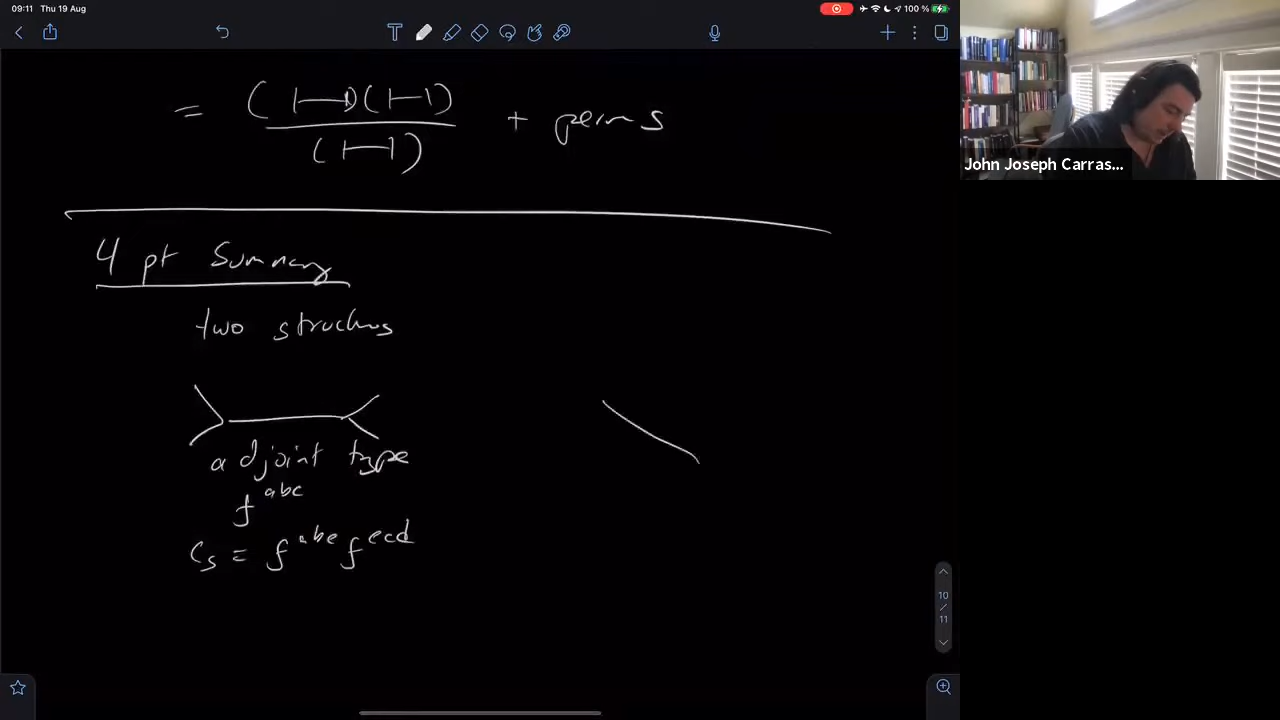 09:11 Thu 19 Aug
100 %
= (⊢⊣)(⊢⊣) / (⊢⊣) + perms
4 pt Summary
two structures
adjoint type
f^{abc}
c_s = f^{abe} f^{ecd}
John Joseph Carras...
10
/
11